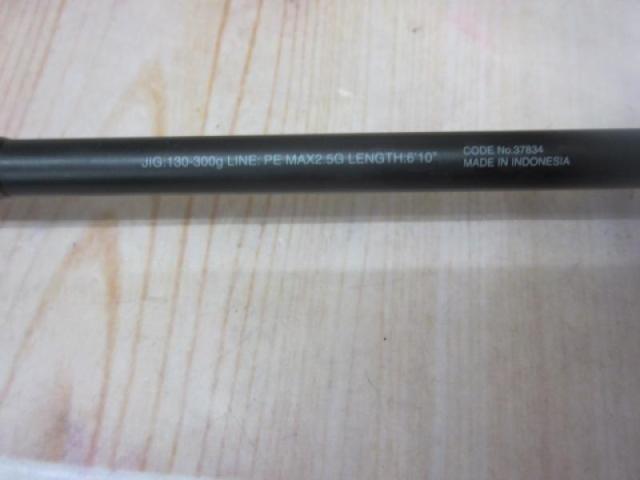 JIG:130-300g LINE: PE MAX2.5G LENGTH:6'10"
CODE No.37834
MADE IN INDONESIA